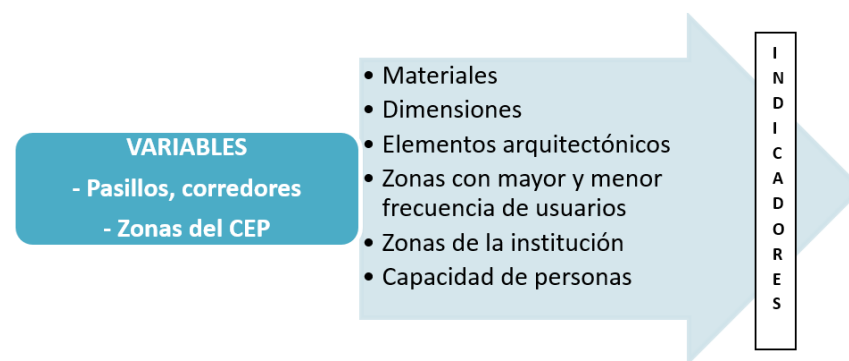 VARIABLES
- Pasillos, corredores
- Zonas del CEP
• Materiales
• Dimensiones
• Elementos arquitectónicos
• Zonas con mayor y menor
frecuencia de usuarios
• Zonas de la institución
• Capacidad de personas
INDICADORES